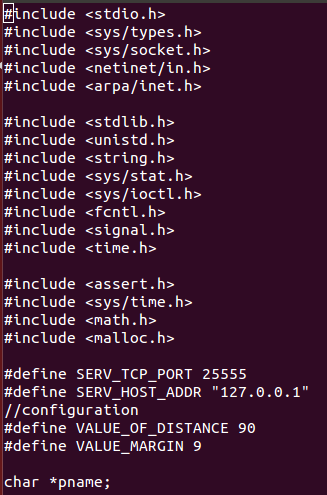 #include <stdio.h>
#include <sys/types.h>
#include <sys/socket.h>
#include <netinet/in.h>
#include <arpa/inet.h>
#include <stdlib.h>
#include <unistd.h>
#include <string.h>
#include <sys/stat.h>
#include <sys/ioctl.h>
#include <fcntl.h>
#include <signal.h>
#include <time.h>
#include <assert.h>
#include <sys/time.h>
#include <math.h>
#include <malloc.h>
#define SERV_TCP_PORT 25555
#define SERV_HOST_ADDR "127.0.0.1"
//configuration
#define VALUE_OF_DISTANCE 90
#define VALUE_MARGIN 9
char *pname;